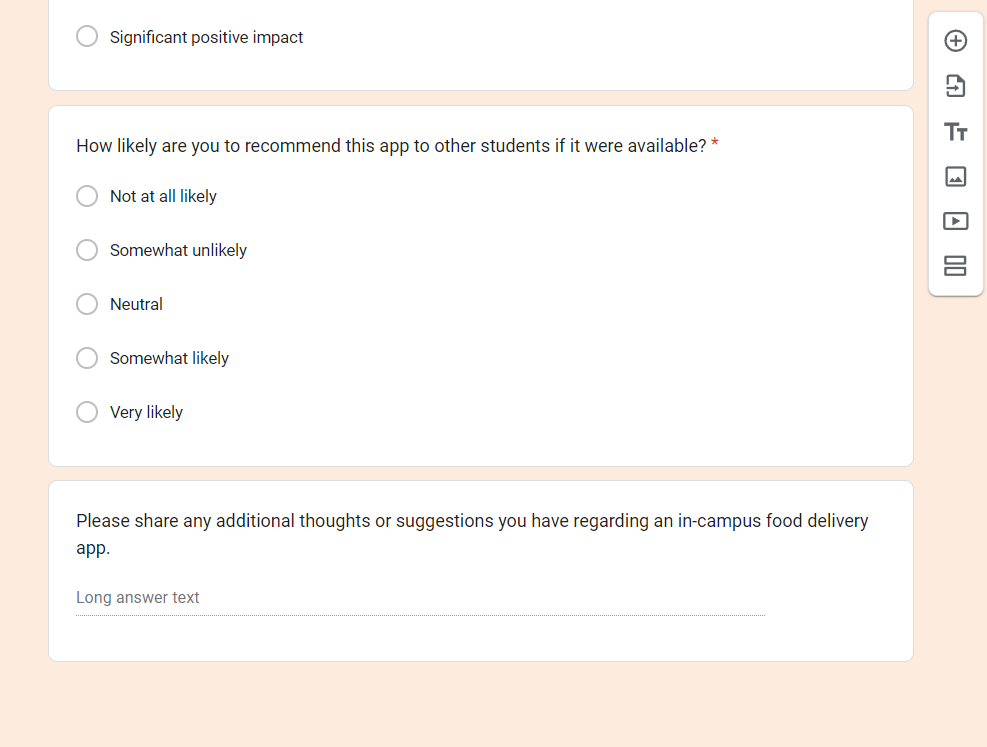 Significant positive impact
How likely are you to recommend this app to other students if it were available? *
Not at all likely
Somewhat unlikely
Neutral
Somewhat likely
Very likely
Please share any additional thoughts or suggestions you have regarding an in-campus food delivery
app.
Long answer text